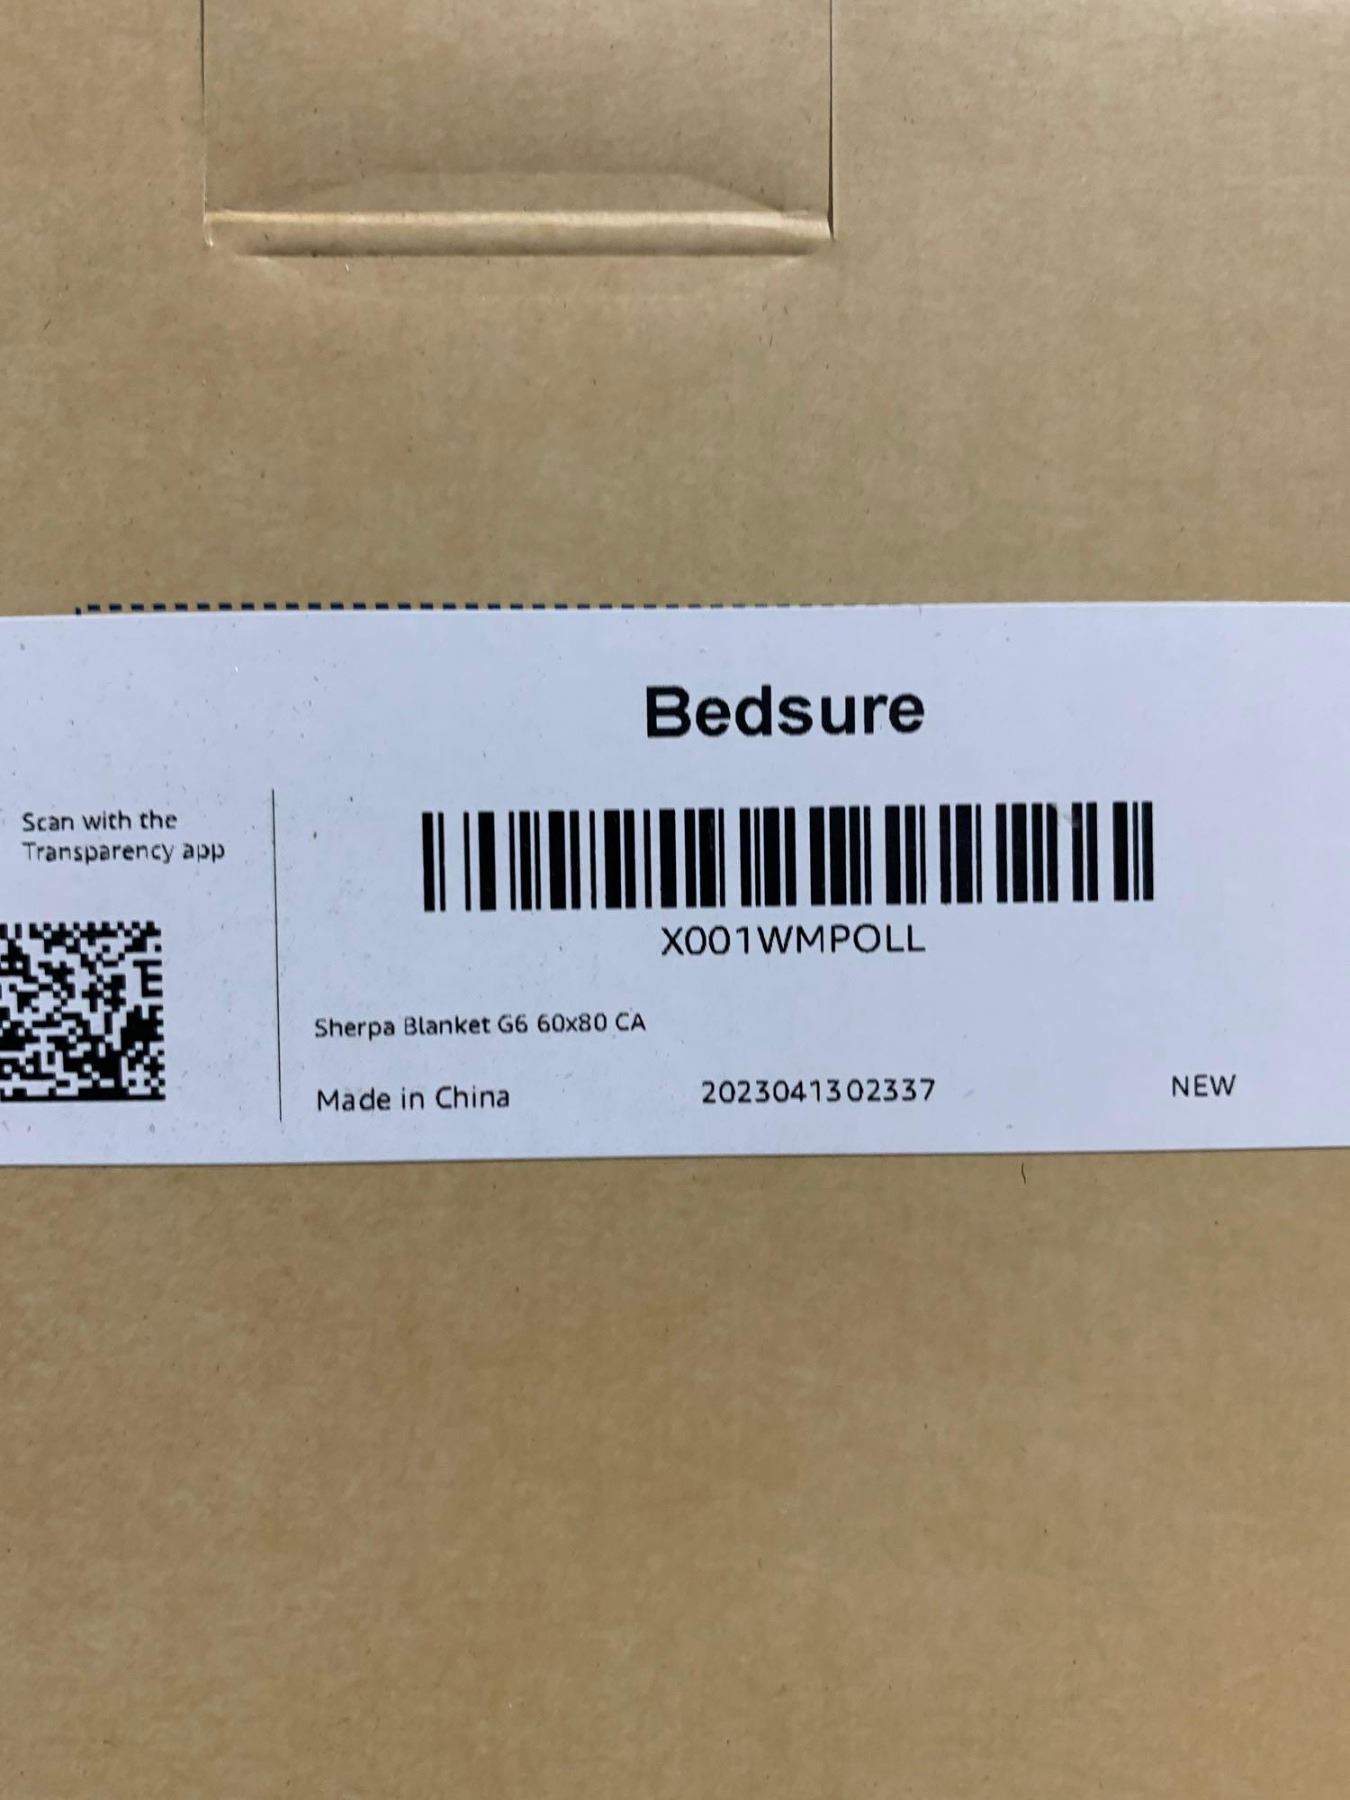 Bedsure
Scan with the
Transparency app
X001WMPOLL
Sherpa Blanket G6 60x80 CA
Made in China
2023041302337
NEW